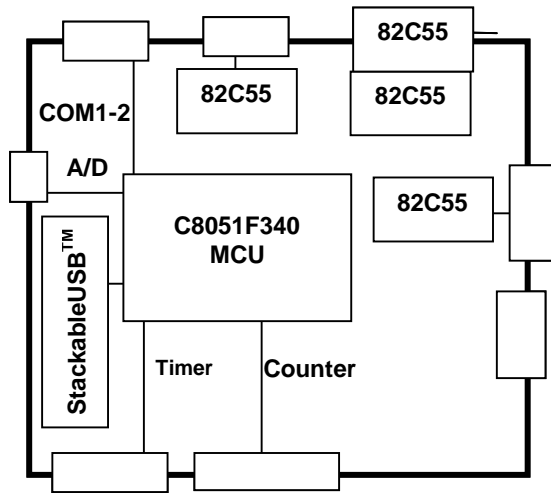 82C55
82C55
82C55
COM1-2
A/D
82C55
C8051F340
MCU
StackableUSB™
Timer
Counter